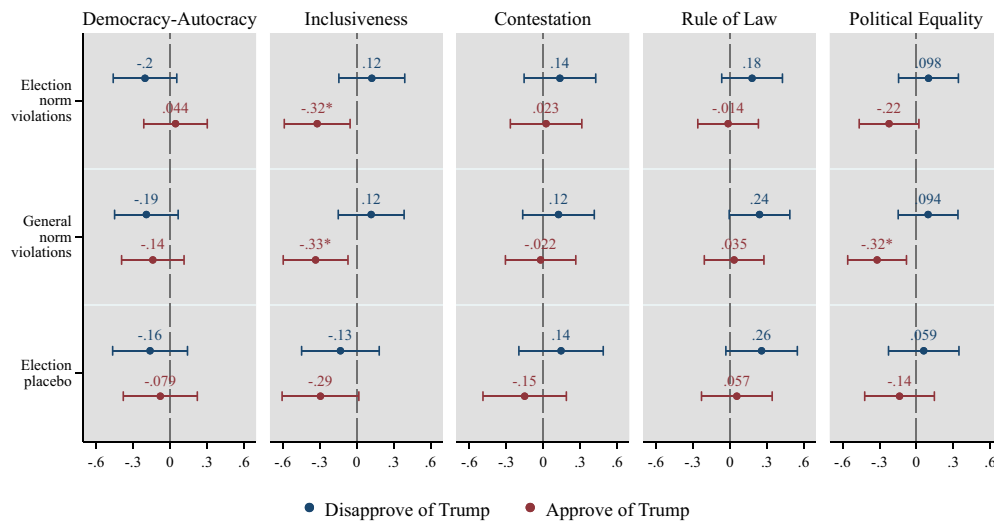 Democracy-Autocracy Inclusiveness Contestation Rule of Law Political Equality
Election
norm
violations
-.2 .12 .14 .18 .098
.044 -.32* .023 -.014 -.22
General
norm
violations
-.19 .12 .12 .24 .094
-.14 -.33* -.022 .035 -.32*
Election
placebo
-.16 -.13 .14 .26 .059
-.079 -.29 -.15 .057 -.14
-.6 -.3 0 .3 .6 -.6 -.3 0 .3 .6 -.6 -.3 0 .3 .6 -.6 -.3 0 .3 .6 -.6 -.3 0 .3 .6
Disapprove of Trump Approve of Trump